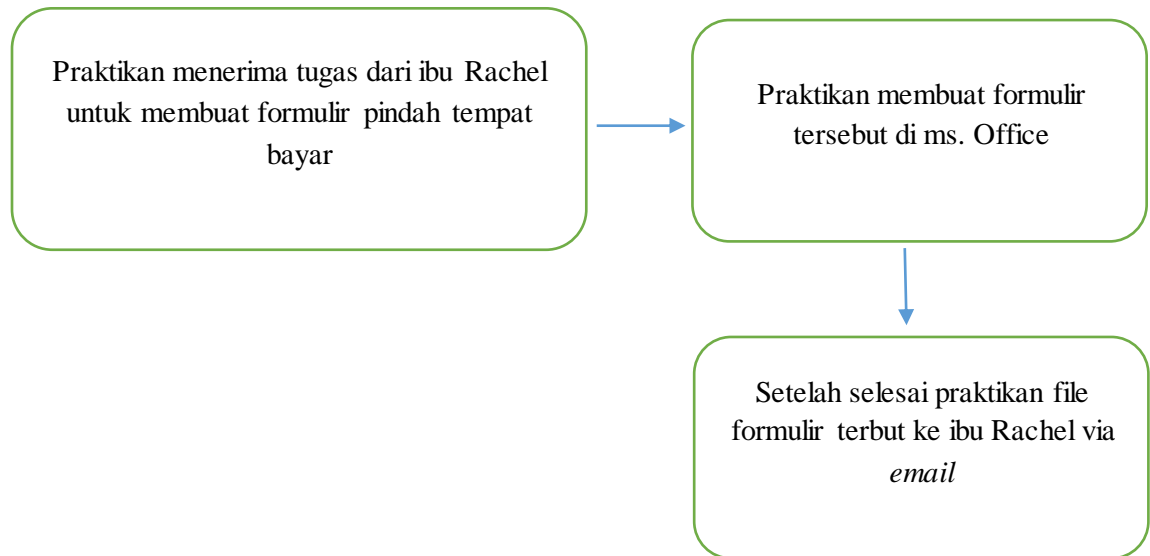 Praktikan menerima tugas dari ibu Rachel
untuk membuat formulir pindah tempat
bayar
Praktikan membuat formulir
tersebut di ms. Office
Setelah selesai praktikan file
formulir terbut ke ibu Rachel via
email